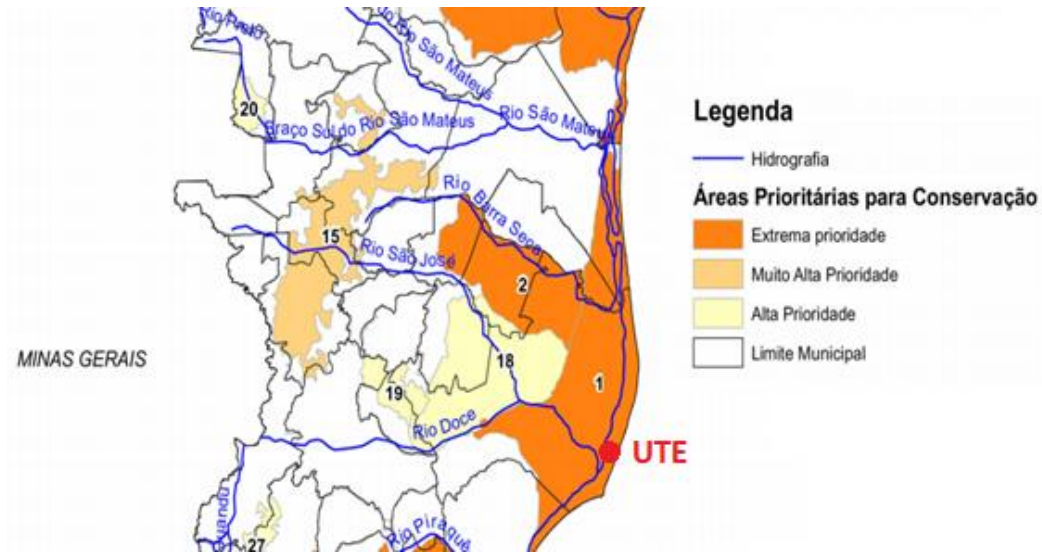 Rio Preto
do Rio São Mateus
20
Braço Sul do Rio São Mateus
Rio São Mateus
Rio Barra Seca
15
Rio São José
2
MINAS GERAIS
18
1
19
Rio Doce
UTE
Rio Piraquê
27
Legenda
Hidrografia
Áreas Prioritárias para Conservação
Extrema prioridade
Muito Alta Prioridade
Alta Prioridade
Limite Municipal